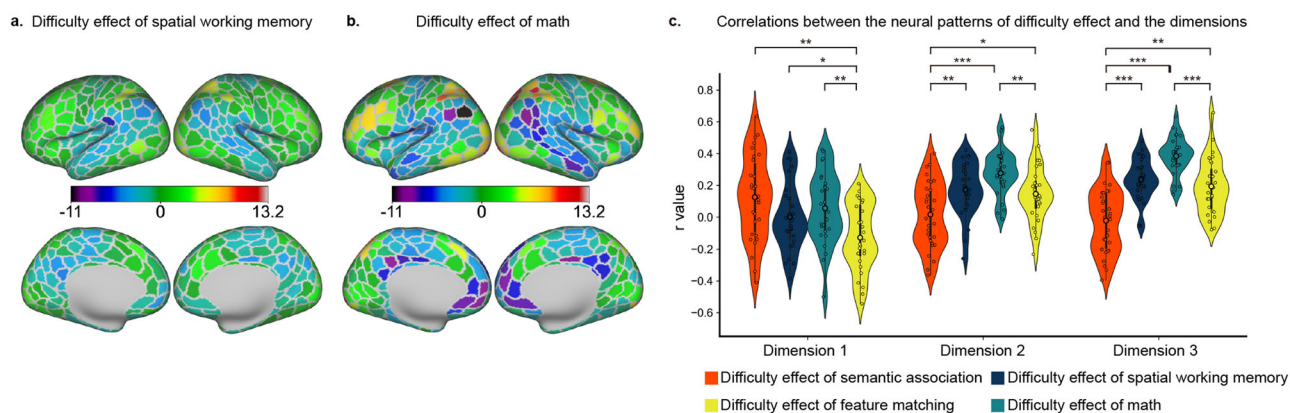 a. Difficulty effect of spatial working memory
b. Difficulty effect of math
-11 0 13.2
-11 0 13.2
c. Correlations between the neural patterns of difficulty effect and the dimensions
** * **
* *** ** **
** *** *** ***
r value
0.8
0.6
0.4
0.2
0.0
−0.2
−0.4
−0.6
Dimension 1 Dimension 2 Dimension 3
Difficulty effect of semantic association Difficulty effect of spatial working memory
Difficulty effect of feature matching Difficulty effect of math